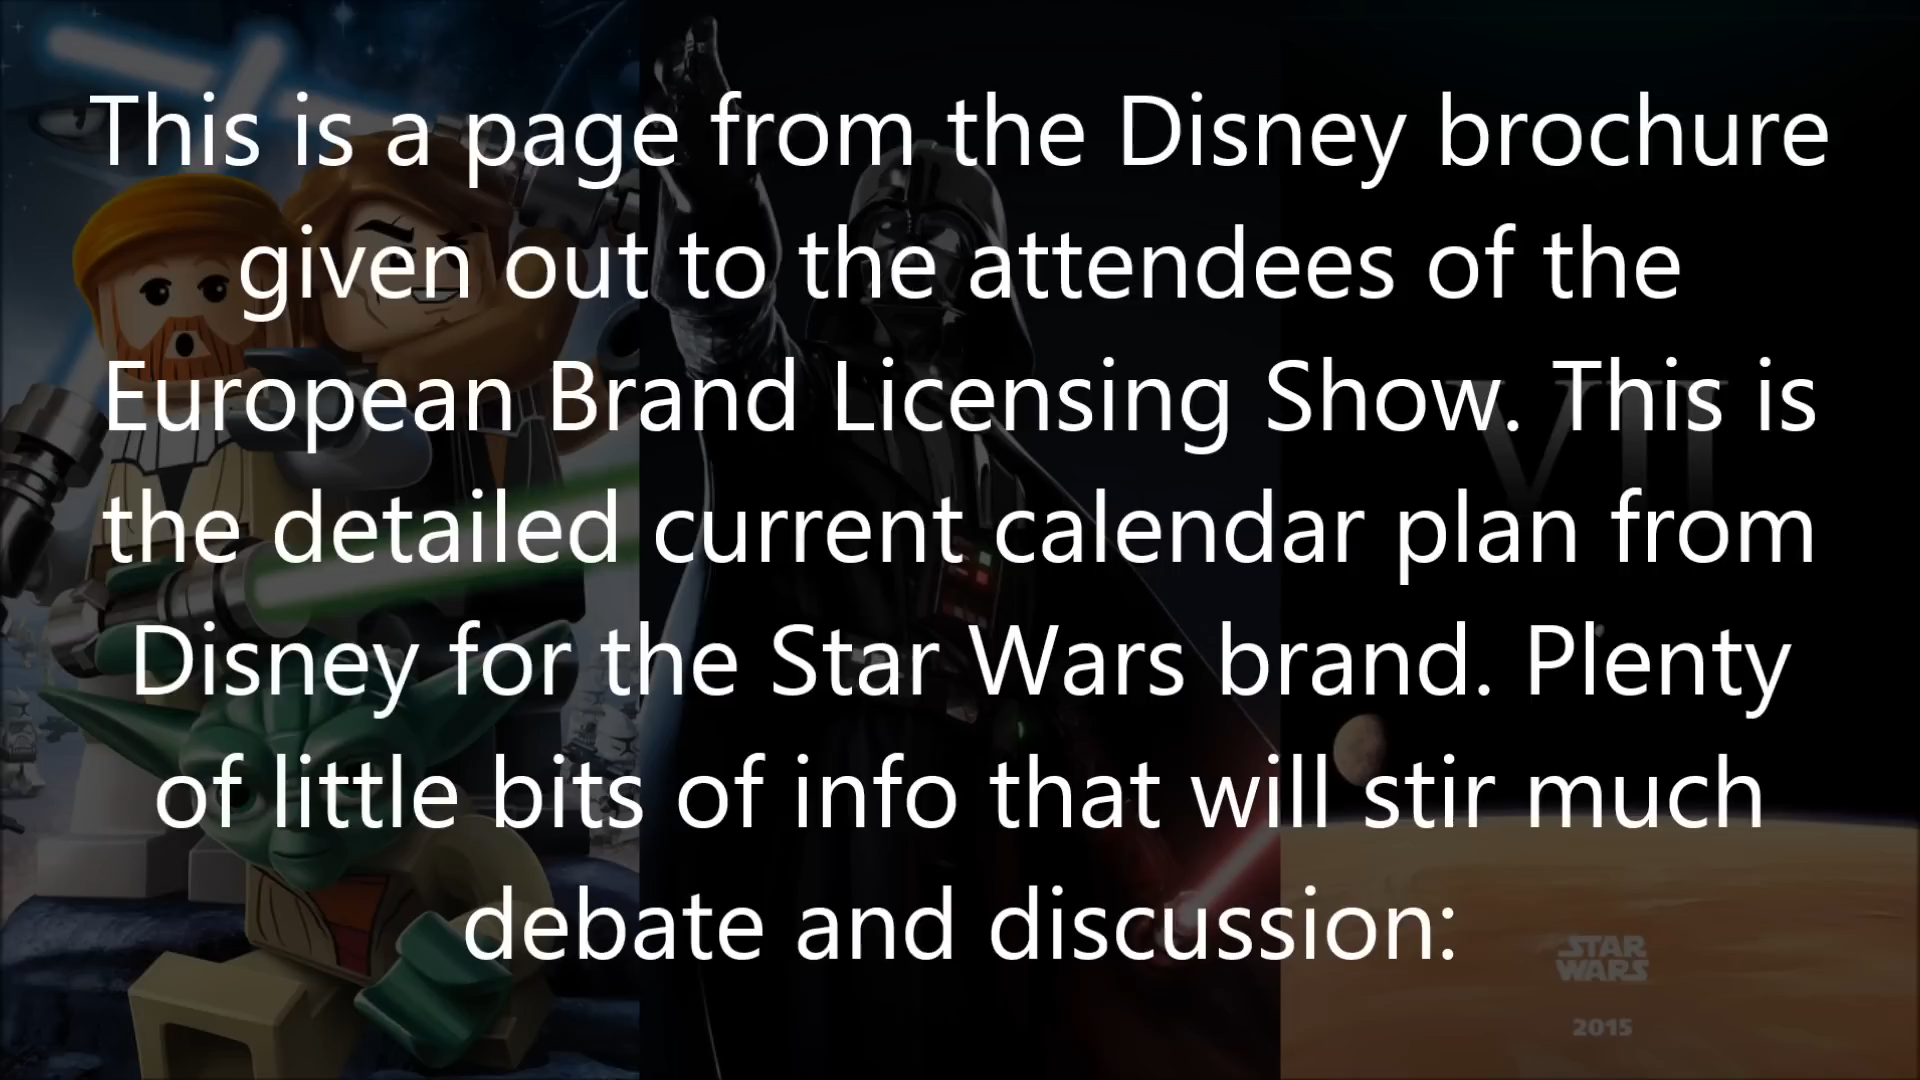 This is a page from the Disney brochure
given out to the attendees of the
European Brand Licensing Show. This is
the detailed current calendar plan from
Disney for the Star Wars brand. Plenty
of little bits of info that will stir much
debate and discussion:
VII
STAR
WARS
2015